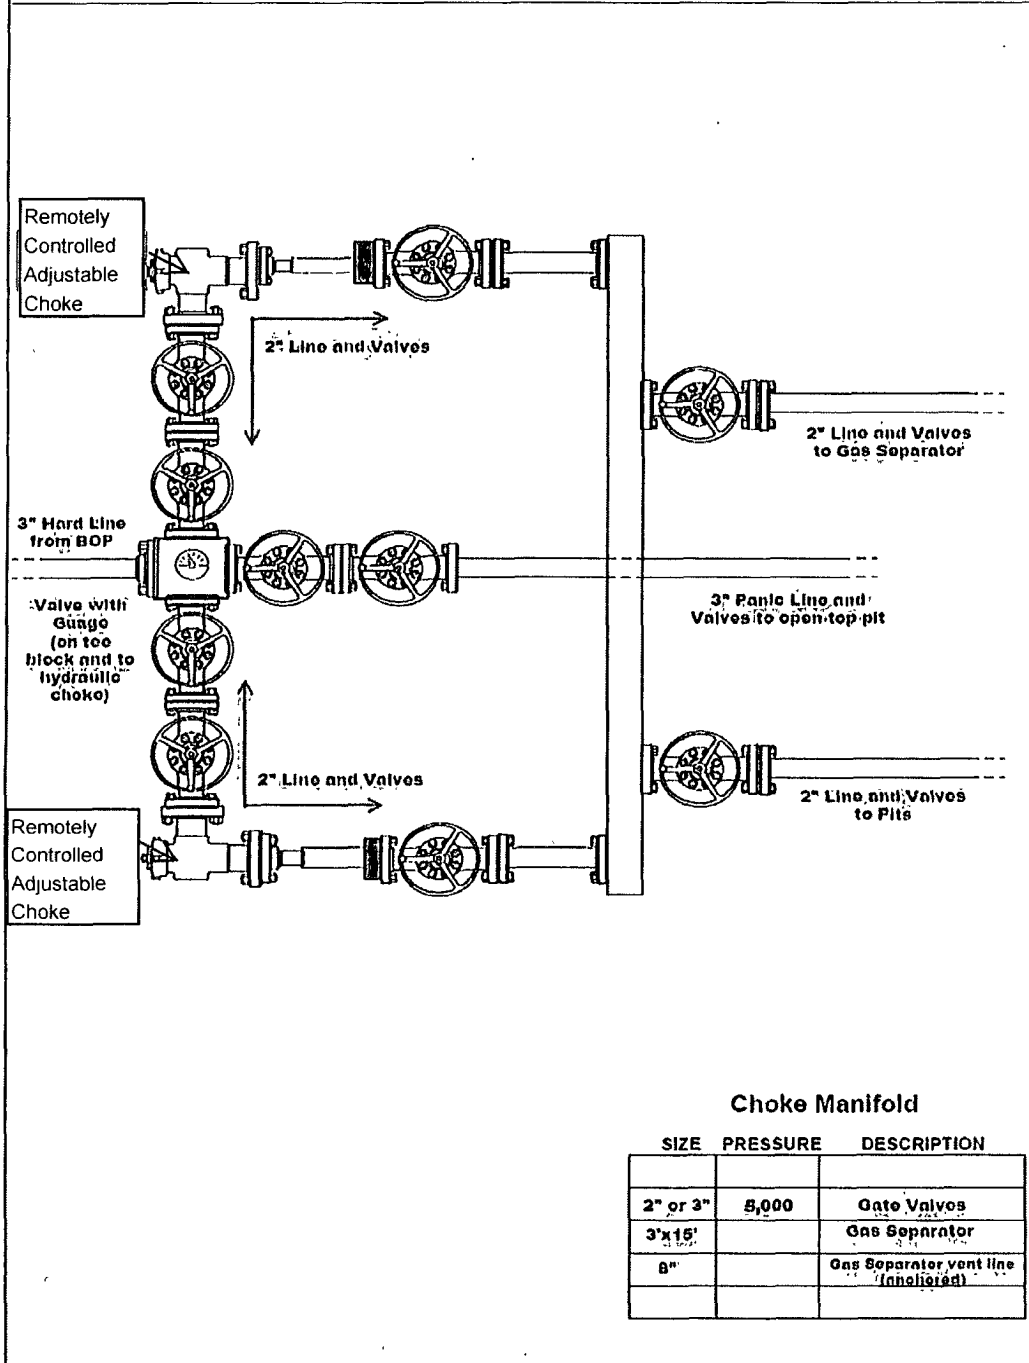 Remotely
Controlled
Adjustable
Choke
2" Line and Valves
2" Line and Valves
to Gas Separator
3" Hard Line
from BOP
Valve with
Guage
(on top
block and to
hydraulic
choke)
3" Panic Line and
Valves to open top pit
2" Line and Valves
2" Line and Valves
to Pits
Remotely
Controlled
Adjustable
Choke
Choke Manifold
SIZE PRESSURE DESCRIPTION
2" or 3" 5,000 Gate Valves
3'x15' Gas Separator
8" Gas Separator vent line
(anchored)